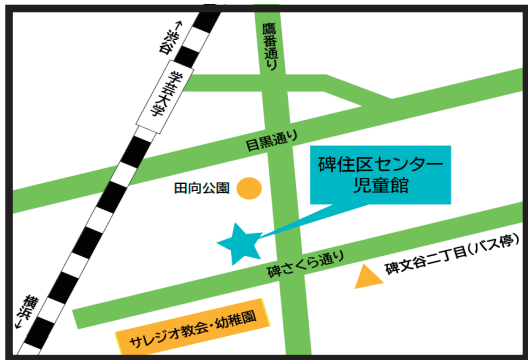 ←渋谷
学芸大学
鷹番通り
目黒通り
碑住区センター
児童館
田向公園
碑さくら通り
碑文谷二丁目(バス停)
横浜→
サレジオ教会・幼稚園